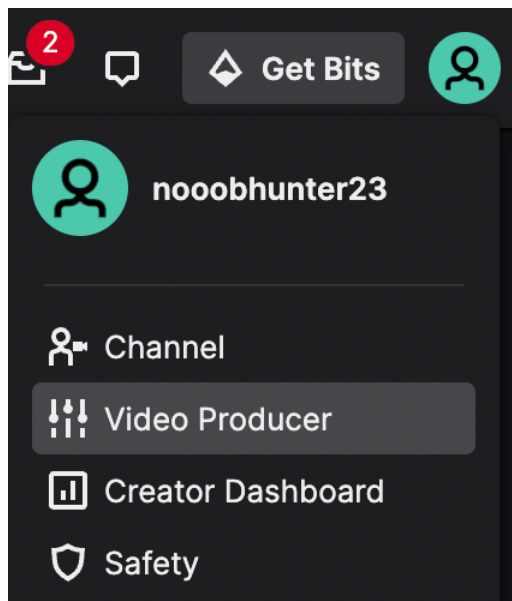 2
Get Bits
nooobhunter23
Channel
Video Producer
Creator Dashboard
Safety